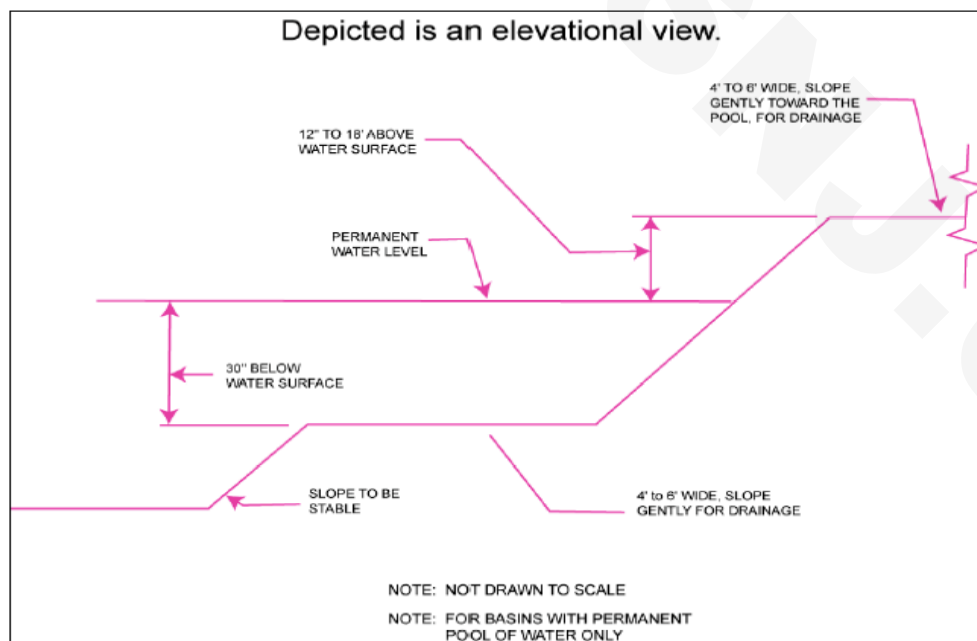 Depicted is an elevational view.
4' TO 6' WIDE, SLOPE
GENTLY TOWARD THE
POOL, FOR DRAINAGE
12" TO 18' ABOVE
WATER SURFACE
PERMANENT
WATER LEVEL
30" BELOW
WATER SURFACE
SLOPE TO BE
STABLE
4' to 6' WIDE, SLOPE
GENTLY FOR DRAINAGE
NOTE: NOT DRAWN TO SCALE
NOTE: FOR BASINS WITH PERMANENT
POOL OF WATER ONLY